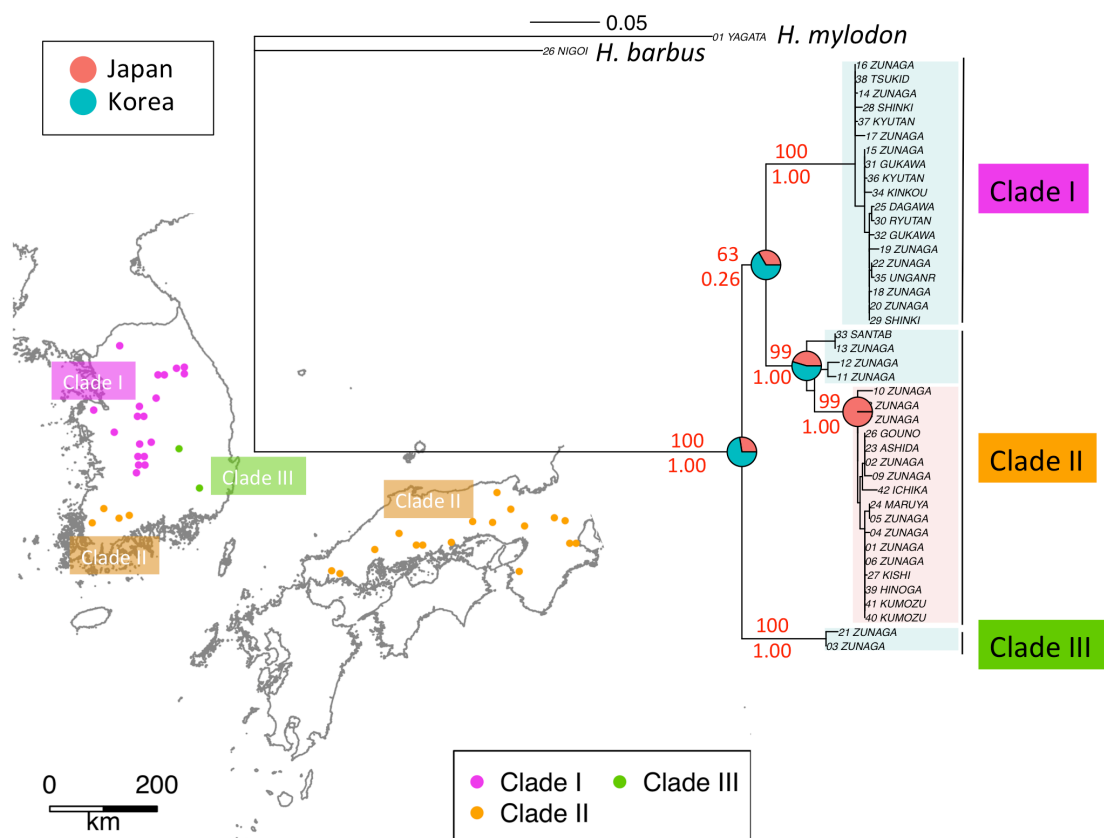 0.05
01 YAGATA H. mylodon
26 NIGOI H. barbus
Japan
Korea
16 ZUNAGA
38 TSUKID
14 ZUNAGA
28 SHINKI
37 KYUTAN
17 ZUNAGA
15 ZUNAGA
31 GUKAWA
36 KYUTAN
34 KINKOU
25 DAGAWA
30 RYUTAN
32 GUKAWA
19 ZUNAGA
22 ZUNAGA
35 UNGANR
18 ZUNAGA
20 ZUNAGA
29 SHINKI
100
1.00
Clade I
63
0.26
33 SANTAB
13 ZUNAGA
12 ZUNAGA
11 ZUNAGA
99
1.00
10 ZUNAGA
ZUNAGA
ZUNAGA
26 GOUNO
23 ASHIDA
02 ZUNAGA
09 ZUNAGA
42 ICHIKA
24 MARUYA
05 ZUNAGA
04 ZUNAGA
01 ZUNAGA
06 ZUNAGA
27 KISHI
39 HINOGA
41 KUMOZU
40 KUMOZU
99
1.00
Clade II
100
1.00
21 ZUNAGA
03 ZUNAGA
100
1.00
Clade III
Clade I
Clade III
Clade II
Clade II
0 200
km
Clade I
Clade II
Clade III